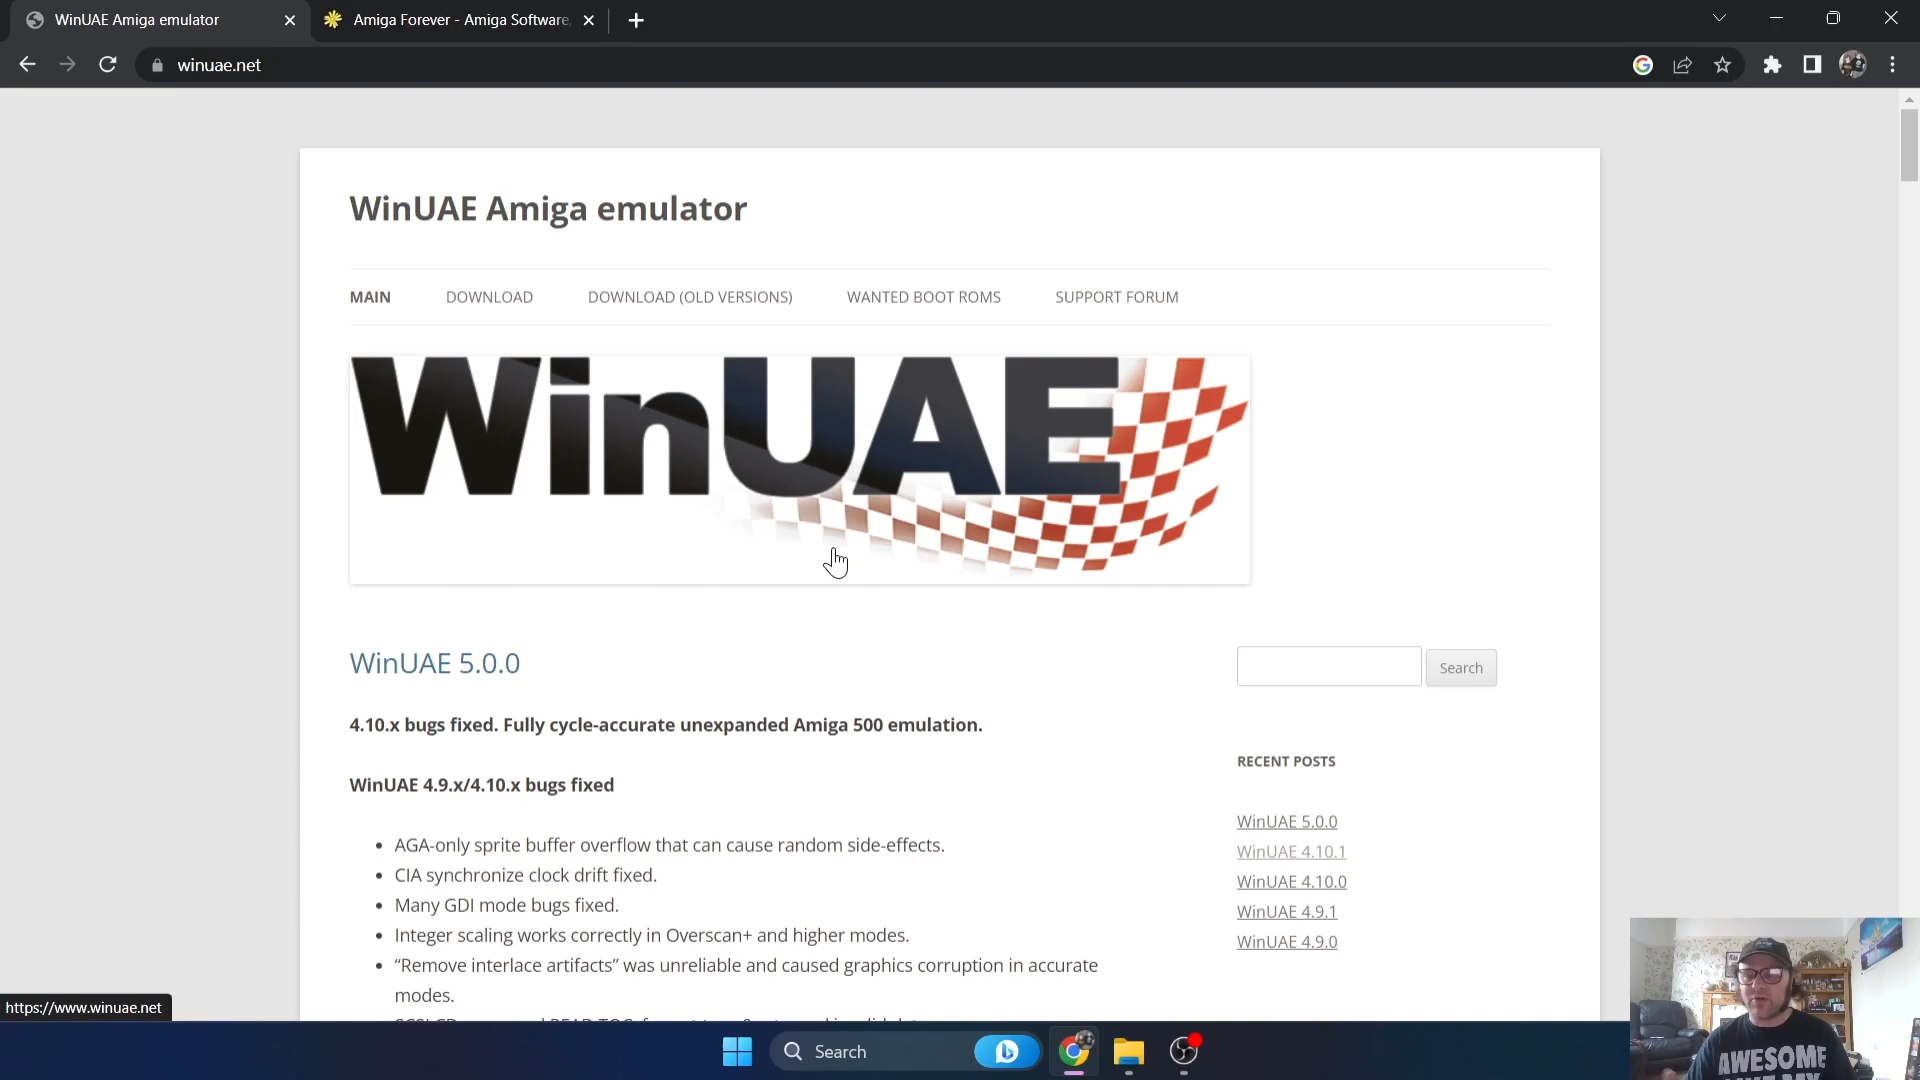 WinUAE Amiga emulator
Amiga Forever - Amiga Software,
winuae.net
WinUAE Amiga emulator
MAIN
DOWNLOAD
DOWNLOAD (OLD VERSIONS)
WANTED BOOT ROMS
SUPPORT FORUM
WinUAE
WinUAE 5.0.0
Search
4.10.x bugs fixed. Fully cycle-accurate unexpanded Amiga 500 emulation.
WinUAE 4.9.x/4.10.x bugs fixed
AGA-only sprite buffer overflow that can cause random side-effects.
CIA synchronize clock drift fixed.
Many GDI mode bugs fixed.
Integer scaling works correctly in Overscan+ and higher modes.
“Remove interlace artifacts” was unreliable and caused graphics corruption in accurate
modes.
RECENT POSTS
WinUAE 5.0.0
WinUAE 4.10.1
WinUAE 4.10.0
WinUAE 4.9.1
WinUAE 4.9.0
https://www.winuae.net
Search
AWESOME